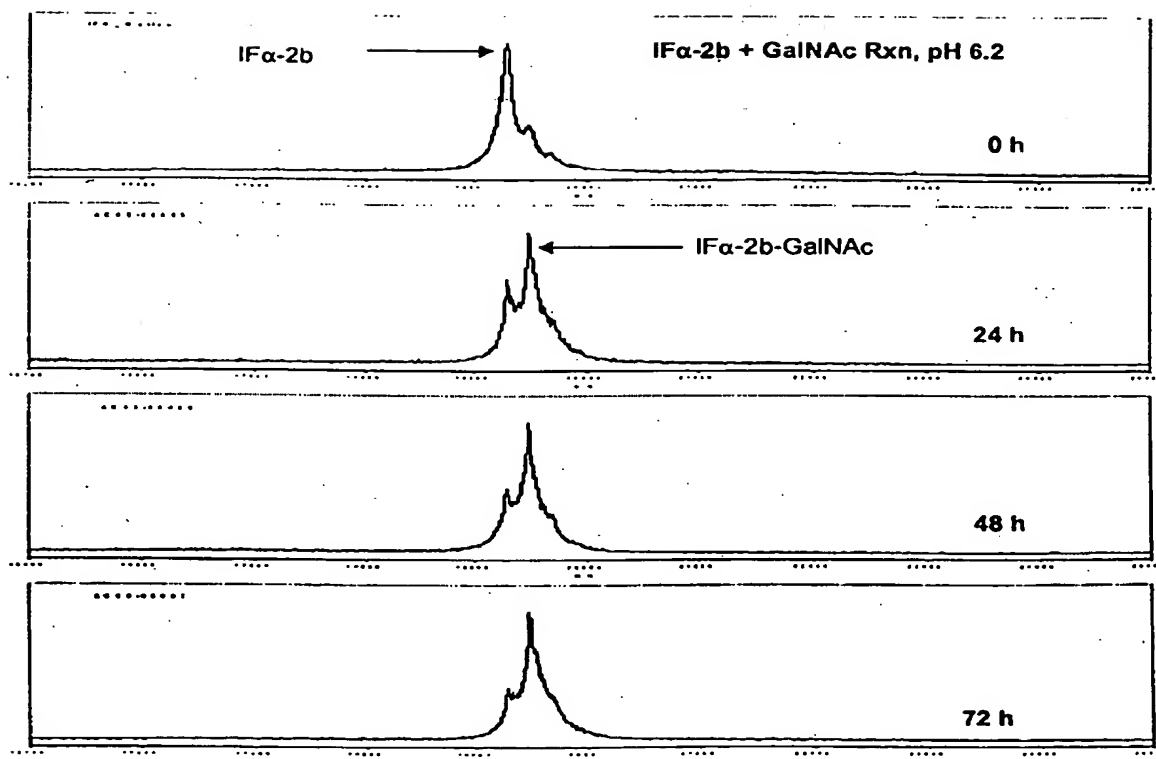 IFα-2b
IFα-2b + GalNAc Rxn, pH 6.2
0 h
IFα-2b-GalNAc
24 h
48 h
72 h